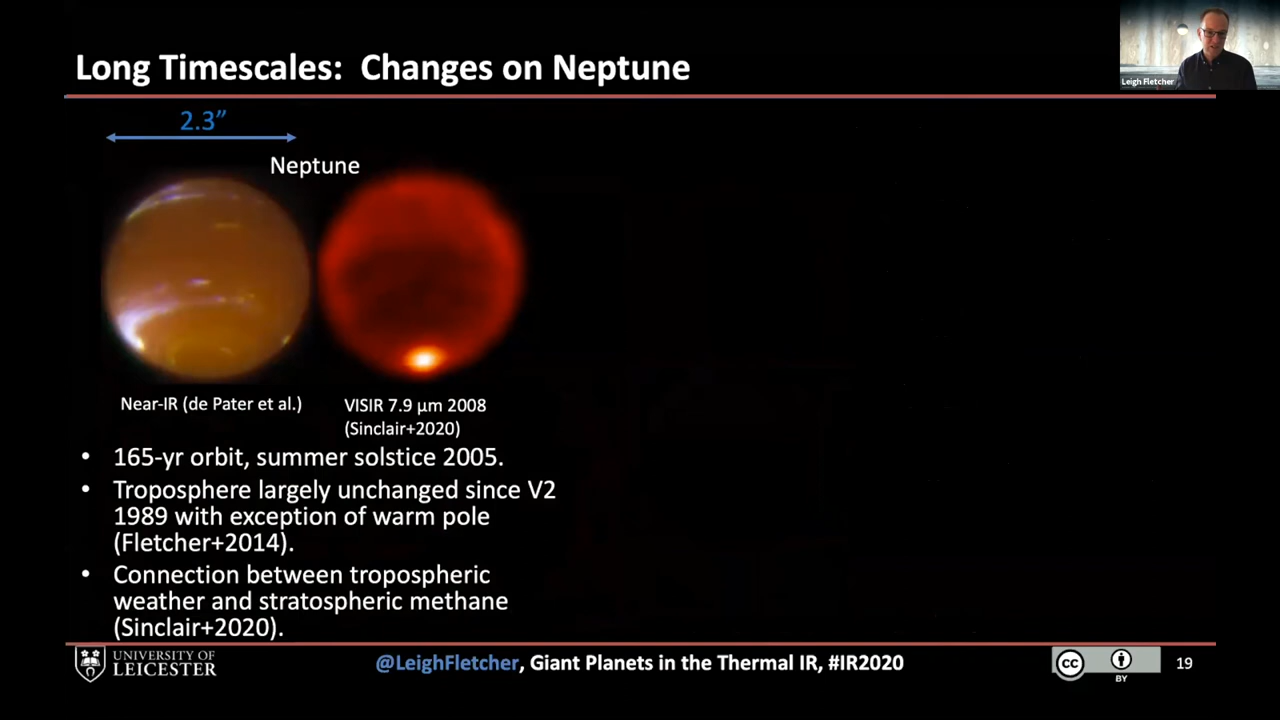 Long Timescales: Changes on Neptune
Leigh Fletcher
2.3”
Neptune
Near-IR (de Pater et al.)
VISIR 7.9 μm 2008
(Sinclair+2020)
• 165-yr orbit, summer solstice 2005.
• Troposphere largely unchanged since V2
1989 with exception of warm pole
(Fletcher+2014).
• Connection between tropospheric
weather and stratospheric methane
(Sinclair+2020).
UNIVERSITY OF
LEICESTER
@LeighFletcher, Giant Planets in the Thermal IR, #IR2020
cc
BY
19